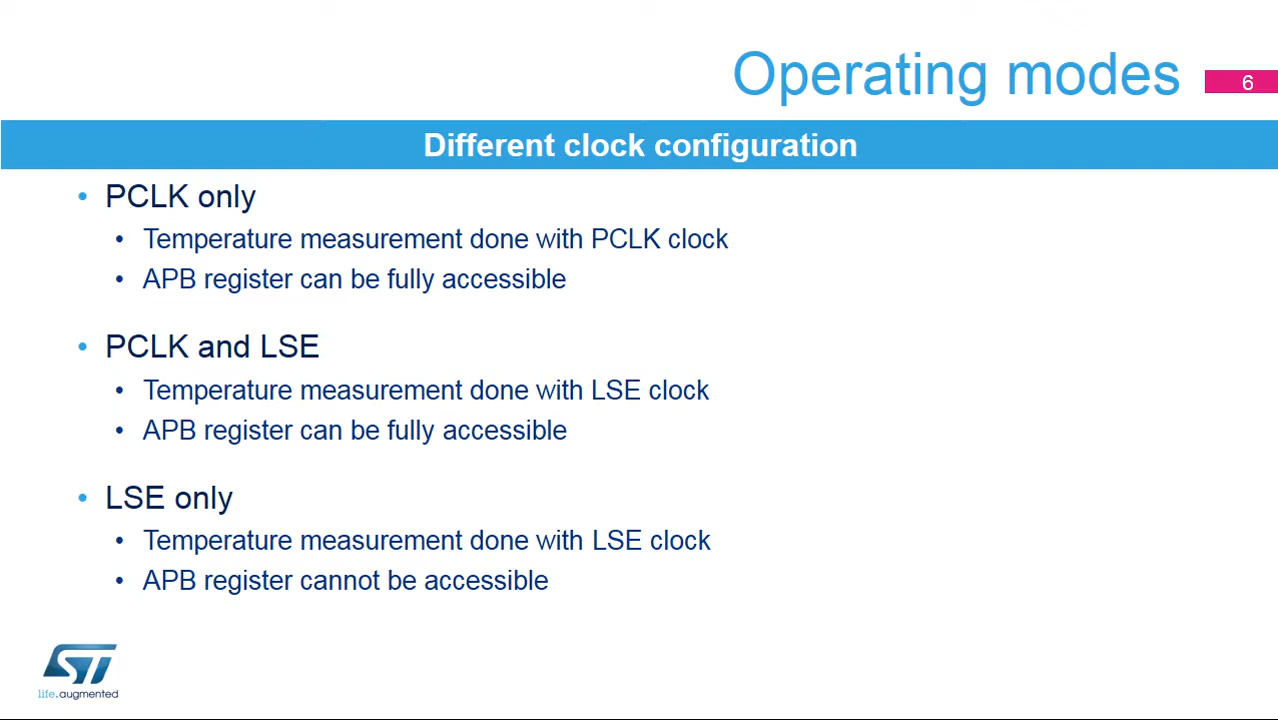 Operating modes
6
Different clock configuration
• PCLK only
• Temperature measurement done with PCLK clock
• APB register can be fully accessible
• PCLK and LSE
• Temperature measurement done with LSE clock
• APB register can be fully accessible
• LSE only
• Temperature measurement done with LSE clock
• APB register cannot be accessible
ST
life.augmented